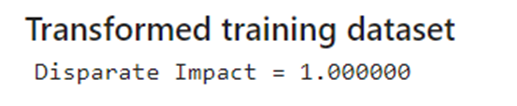 Transformed training dataset
Disparate Impact = 1.000000